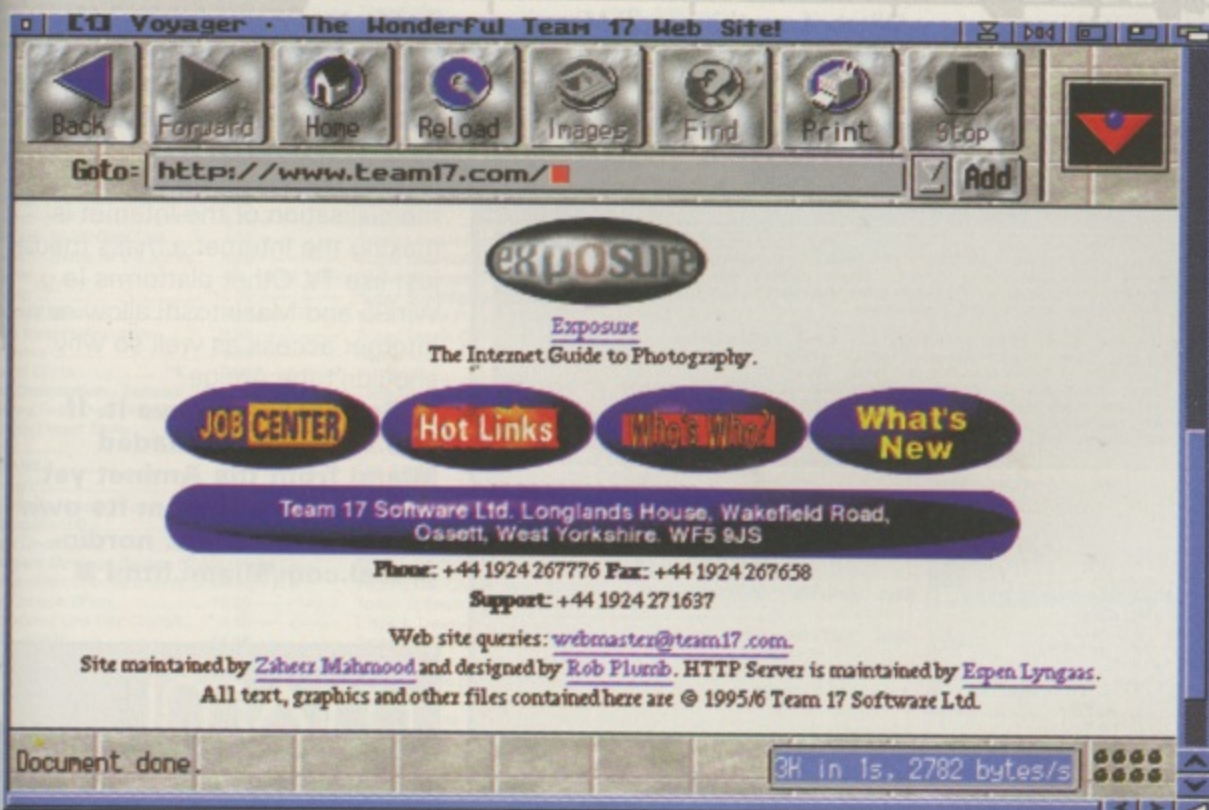 [1] Voyager · The Wonderful Team 17 Web Site!
Back Forward Home Reload Images Find Print Stop
Goto: http://www.team17.com/ Add
exposure
Exposure
The Internet Guide to Photography.
JOB CENTER Hot Links Who's Who? What's New
Team 17 Software Ltd. Longlands House, Wakefield Road,
Ossett, West Yorkshire. WF5 9JS
Phone: +44 1924 267776 Fax: +44 1924 267658
Support: +44 1924 271637
Web site queries: webmaster@team17.com.
Site maintained by Zaheer Mahmood and designed by Rob Plumb. HTTP Server is maintained by Espen Lyngaas.
All text, graphics and other files contained here are © 1995/6 Team 17 Software Ltd.
Document done.
3K in 1s, 2782 bytes/s